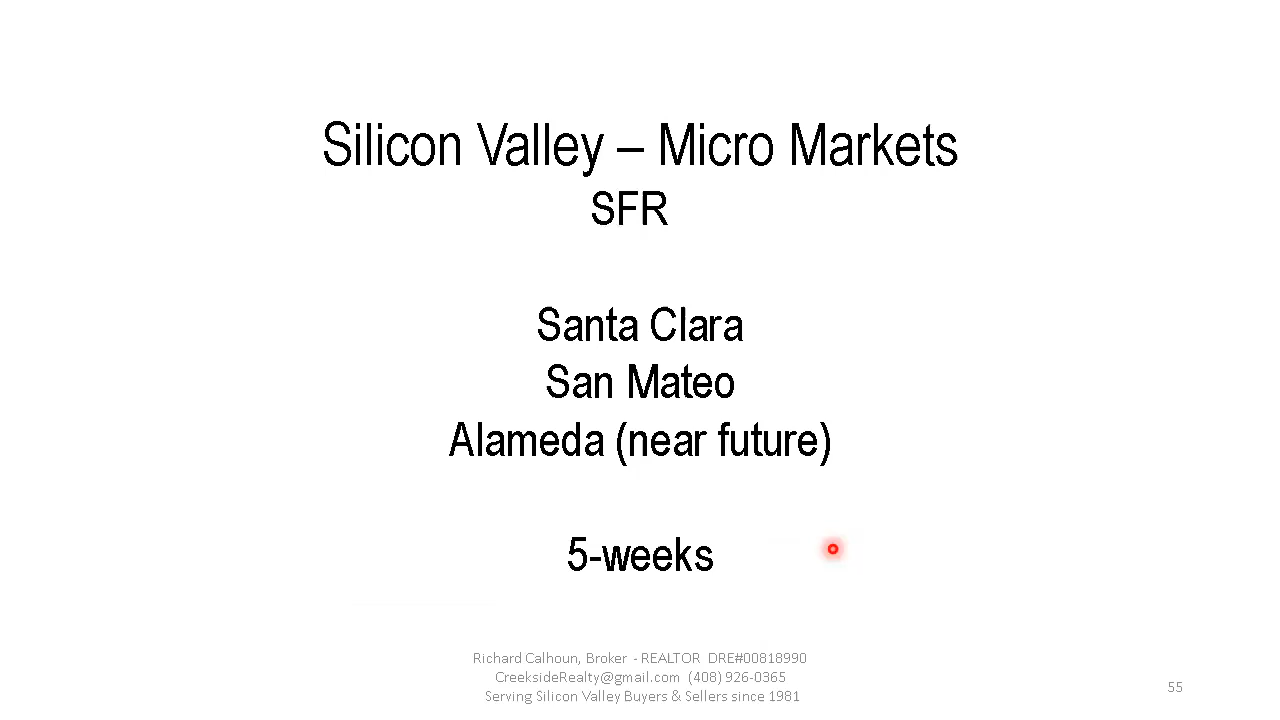 Silicon Valley – Micro Markets
SFR
Santa Clara
San Mateo
Alameda (near future)
5-weeks
Richard Calhoun, Broker - REALTOR DRE#00818990
CreeksideRealty@gmail.com (408) 926-0365
Serving Silicon Valley Buyers & Sellers since 1981
55